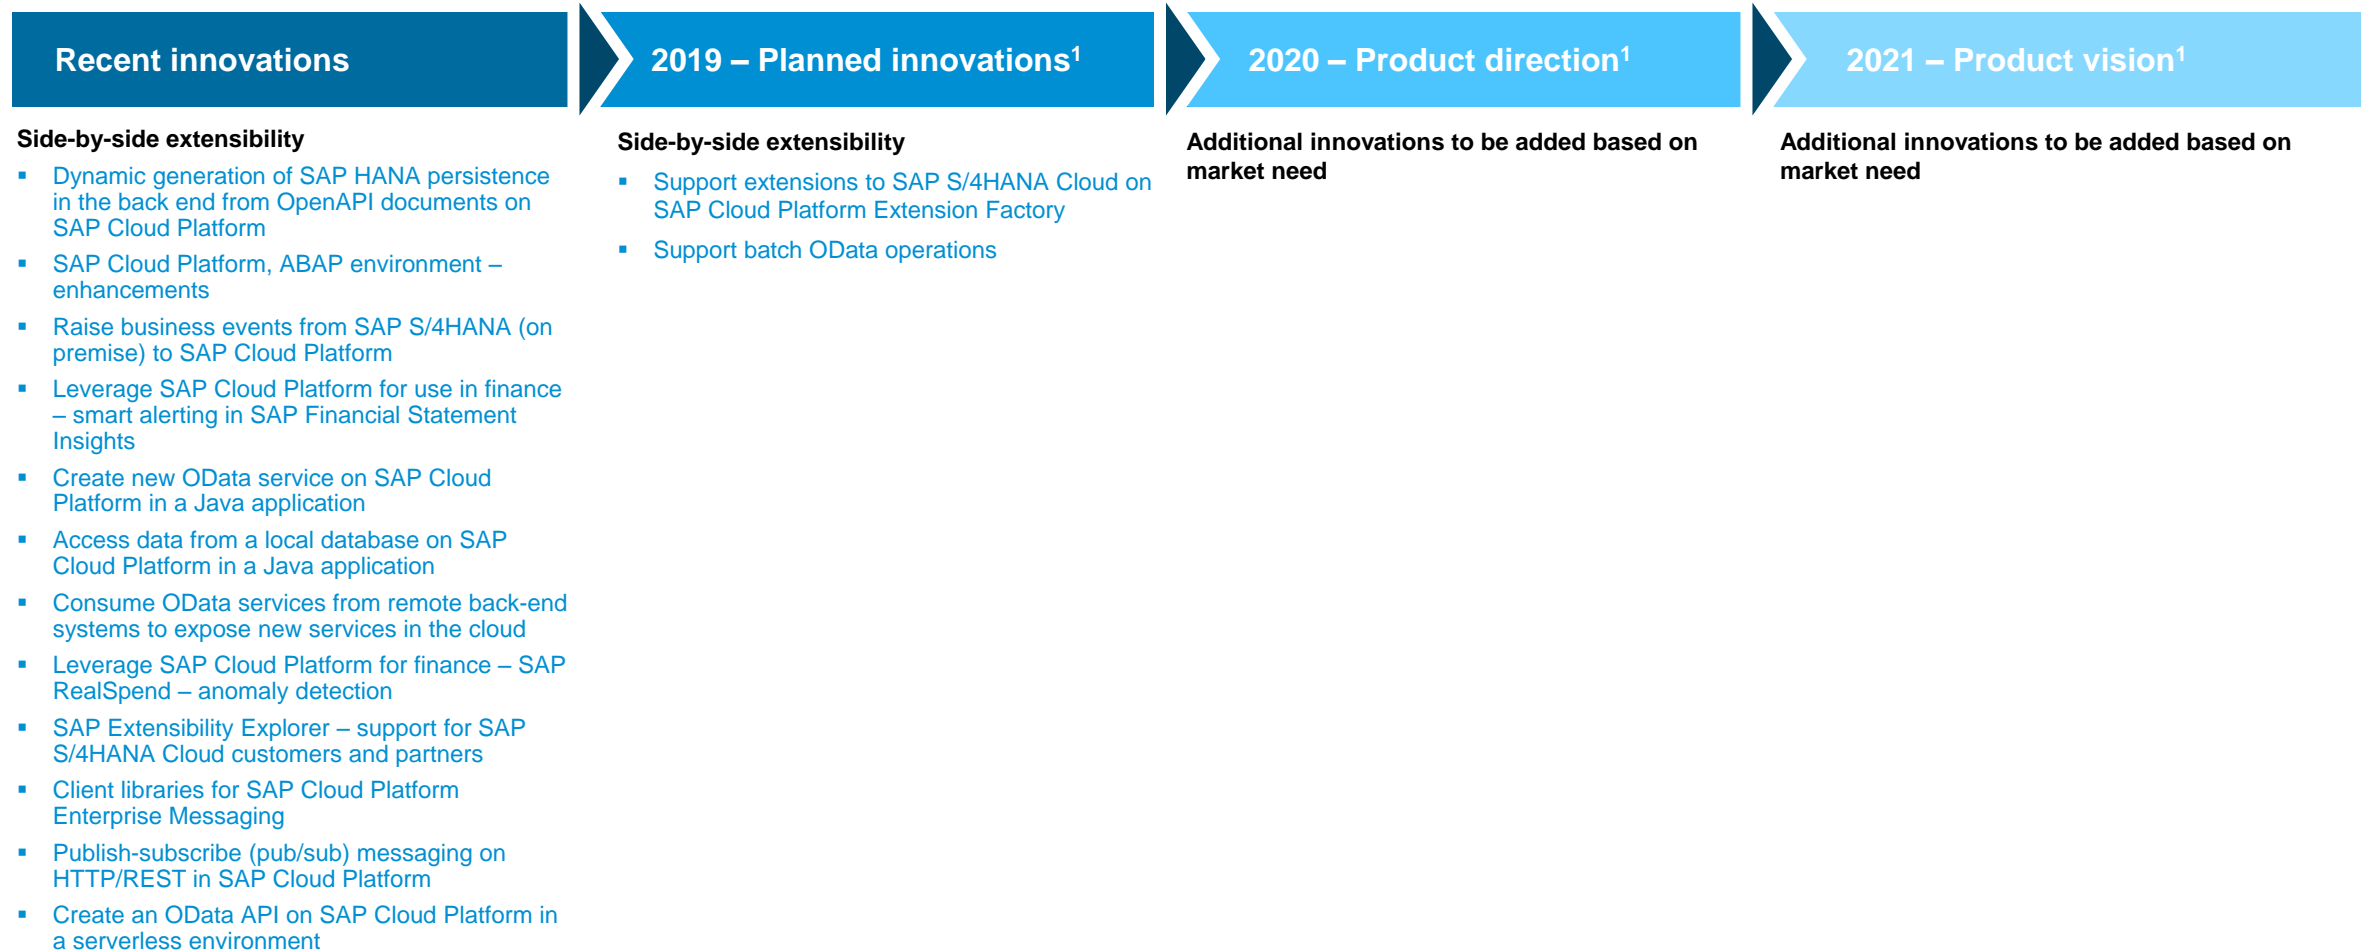 Recent innovations
2019 – Planned innovations¹
2020 – Product direction¹
2021 – Product vision¹
Side-by-side extensibility
▪ Dynamic generation of SAP HANA persistence
in the back end from OpenAPI documents on
SAP Cloud Platform
▪ SAP Cloud Platform, ABAP environment –
enhancements
▪ Raise business events from SAP S/4HANA (on
premise) to SAP Cloud Platform
▪ Leverage SAP Cloud Platform for use in finance
– smart alerting in SAP Financial Statement
Insights
▪ Create new OData service on SAP Cloud
Platform in a Java application
▪ Access data from a local database on SAP
Cloud Platform in a Java application
▪ Consume OData services from remote back-end
systems to expose new services in the cloud
▪ Leverage SAP Cloud Platform for finance – SAP
RealSpend – anomaly detection
▪ SAP Extensibility Explorer – support for SAP
S/4HANA Cloud customers and partners
▪ Client libraries for SAP Cloud Platform
Enterprise Messaging
▪ Publish-subscribe (pub/sub) messaging on
HTTP/REST in SAP Cloud Platform
▪ Create an OData API on SAP Cloud Platform in
a serverless environment
Side-by-side extensibility
▪ Support extensions to SAP S/4HANA Cloud on
SAP Cloud Platform Extension Factory
▪ Support batch OData operations
Additional innovations to be added based on
market need
Additional innovations to be added based on
market need